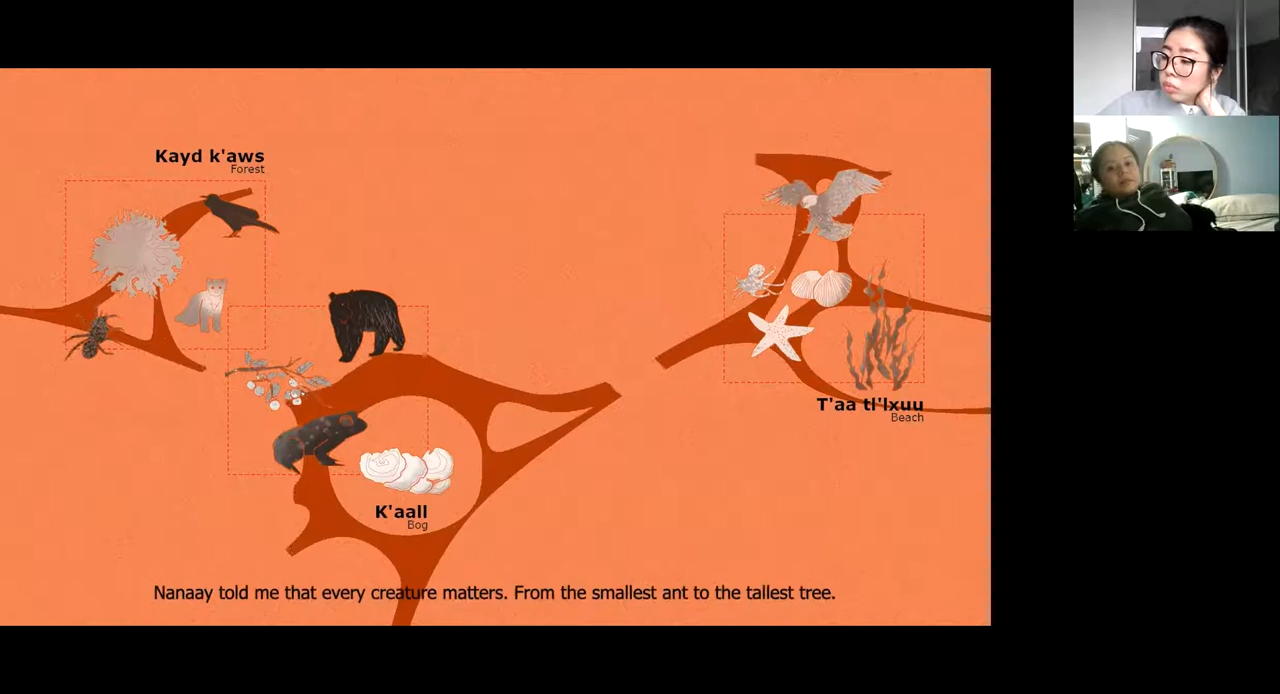 Kayd k'aws
Forest
T'aa tl'lxuu
Beach
K'aall
Bog
Nanaay told me that every creature matters. From the smallest ant to the tallest tree.